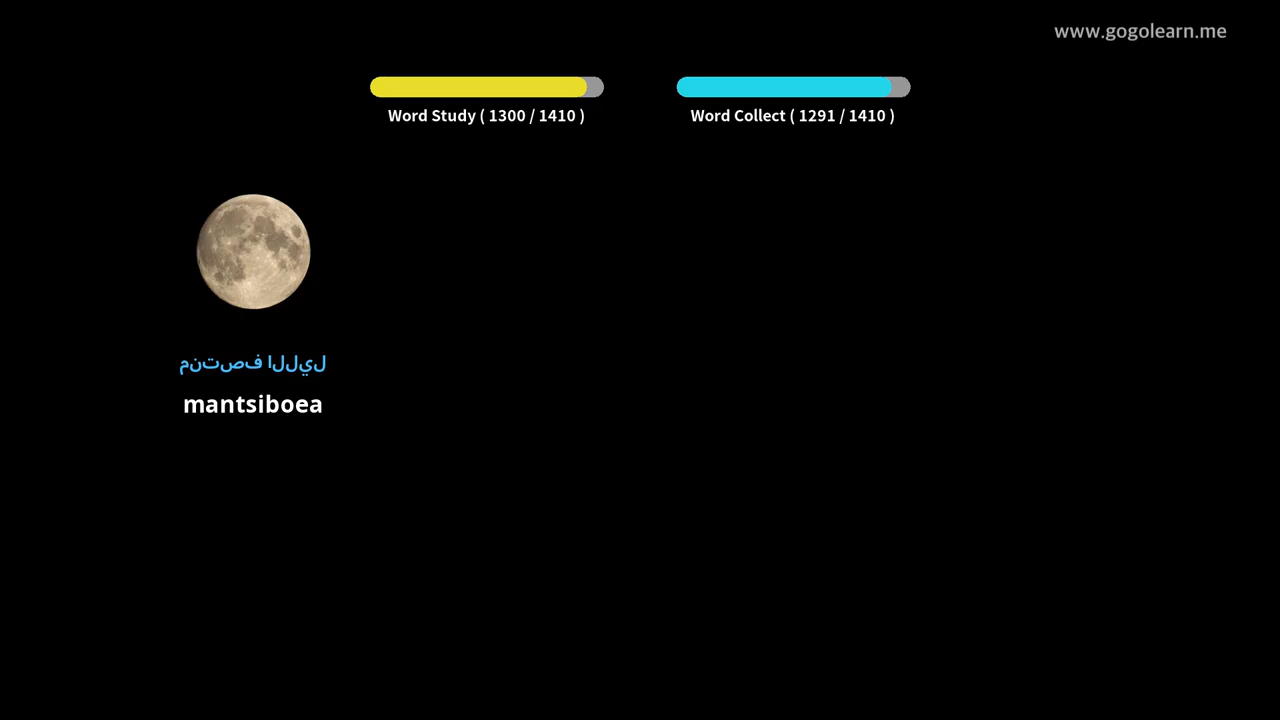 www.gogolearn.me
Word Study ( 1300 / 1410 )
Word Collect ( 1291 / 1410 )
منتصف الليل
mantsiboea